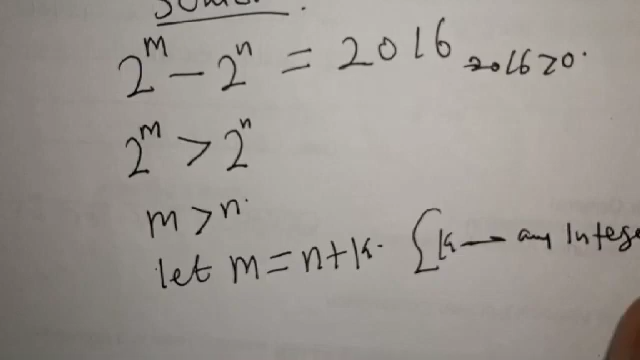 2^m − 2^n = 2016 2016>0.
2^m > 2^n
m > n.
let m = n + k. {k — any Intege